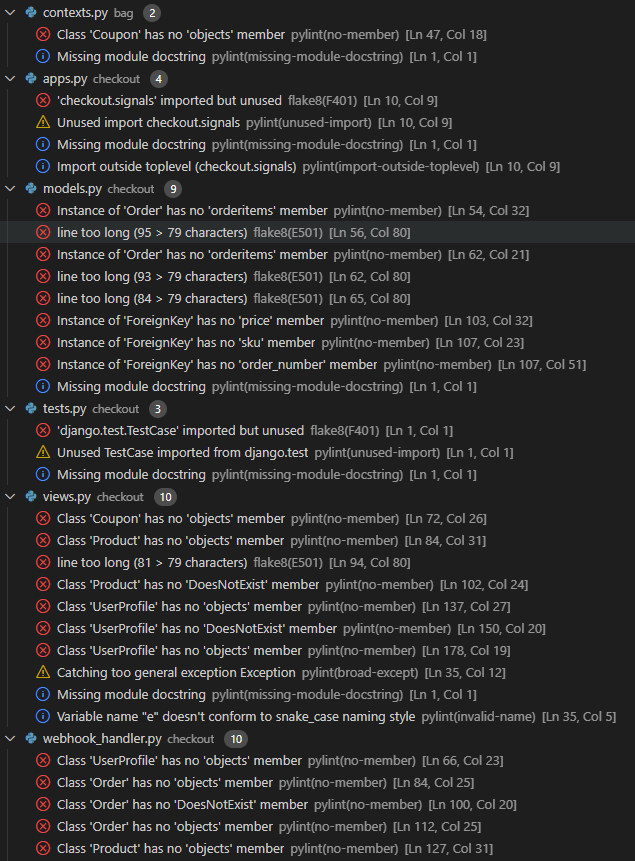 contexts.py bag 2
Class 'Coupon' has no 'objects' member pylint(no-member) [Ln 47, Col 18]
Missing module docstring pylint(missing-module-docstring) [Ln 1, Col 1]
apps.py checkout 4
'checkout.signals' imported but unused flake8(F401) [Ln 10, Col 9]
Unused import checkout.signals pylint(unused-import) [Ln 10, Col 9]
Missing module docstring pylint(missing-module-docstring) [Ln 1, Col 1]
Import outside toplevel (checkout.signals) pylint(import-outside-toplevel) [Ln 10, Col 9]
models.py checkout 9
Instance of 'Order' has no 'orderitems' member pylint(no-member) [Ln 54, Col 32]
line too long (95 > 79 characters) flake8(E501) [Ln 56, Col 80]
Instance of 'Order' has no 'orderitems' member pylint(no-member) [Ln 62, Col 21]
line too long (93 > 79 characters) flake8(E501) [Ln 62, Col 80]
line too long (84 > 79 characters) flake8(E501) [Ln 65, Col 80]
Instance of 'ForeignKey' has no 'price' member pylint(no-member) [Ln 103, Col 32]
Instance of 'ForeignKey' has no 'sku' member pylint(no-member) [Ln 107, Col 23]
Instance of 'ForeignKey' has no 'order_number' member pylint(no-member) [Ln 107, Col 51]
Missing module docstring pylint(missing-module-docstring) [Ln 1, Col 1]
tests.py checkout 3
'django.test.TestCase' imported but unused flake8(F401) [Ln 1, Col 1]
Unused TestCase imported from django.test pylint(unused-import) [Ln 1, Col 1]
Missing module docstring pylint(missing-module-docstring) [Ln 1, Col 1]
views.py checkout 10
Class 'Coupon' has no 'objects' member pylint(no-member) [Ln 72, Col 26]
Class 'Product' has no 'objects' member pylint(no-member) [Ln 84, Col 31]
line too long (81 > 79 characters) flake8(E501) [Ln 94, Col 80]
Class 'Product' has no 'DoesNotExist' member pylint(no-member) [Ln 102, Col 24]
Class 'UserProfile' has no 'objects' member pylint(no-member) [Ln 137, Col 27]
Class 'UserProfile' has no 'DoesNotExist' member pylint(no-member) [Ln 150, Col 20]
Class 'UserProfile' has no 'objects' member pylint(no-member) [Ln 178, Col 19]
Catching too general exception Exception pylint(broad-except) [Ln 35, Col 12]
Missing module docstring pylint(missing-module-docstring) [Ln 1, Col 1]
Variable name "e" doesn't conform to snake_case naming style pylint(invalid-name) [Ln 35, Col 5]
webhook_handler.py checkout 10
Class 'UserProfile' has no 'objects' member pylint(no-member) [Ln 66, Col 23]
Class 'Order' has no 'objects' member pylint(no-member) [Ln 84, Col 25]
Class 'Order' has no 'DoesNotExist' member pylint(no-member) [Ln 100, Col 20]
Class 'Order' has no 'objects' member pylint(no-member) [Ln 112, Col 25]
Class 'Product' has no 'objects' member pylint(no-member) [Ln 127, Col 31]